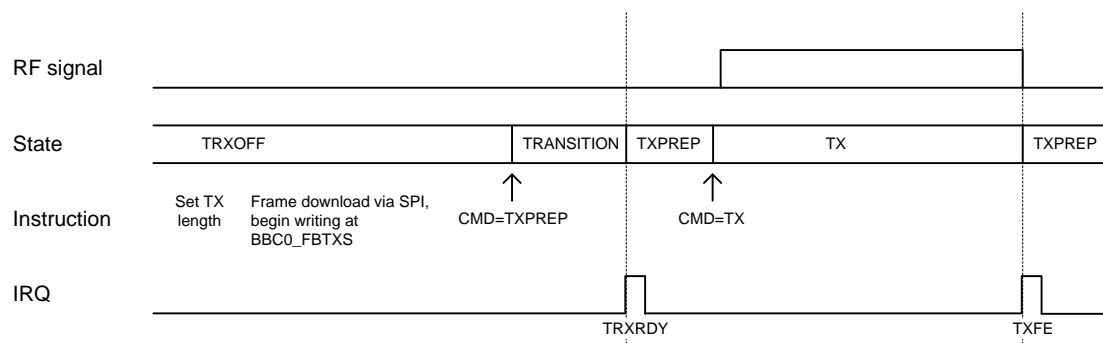 RF signal
State
TRXOFF
TRANSITION
TXPREP
TX
TXPREP
Instruction
Set TX
length
Frame download via SPI,
begin writing at
BBC0_FBTXS
CMD=TXPREP
CMD=TX
IRQ
TRXRDY
TXFE